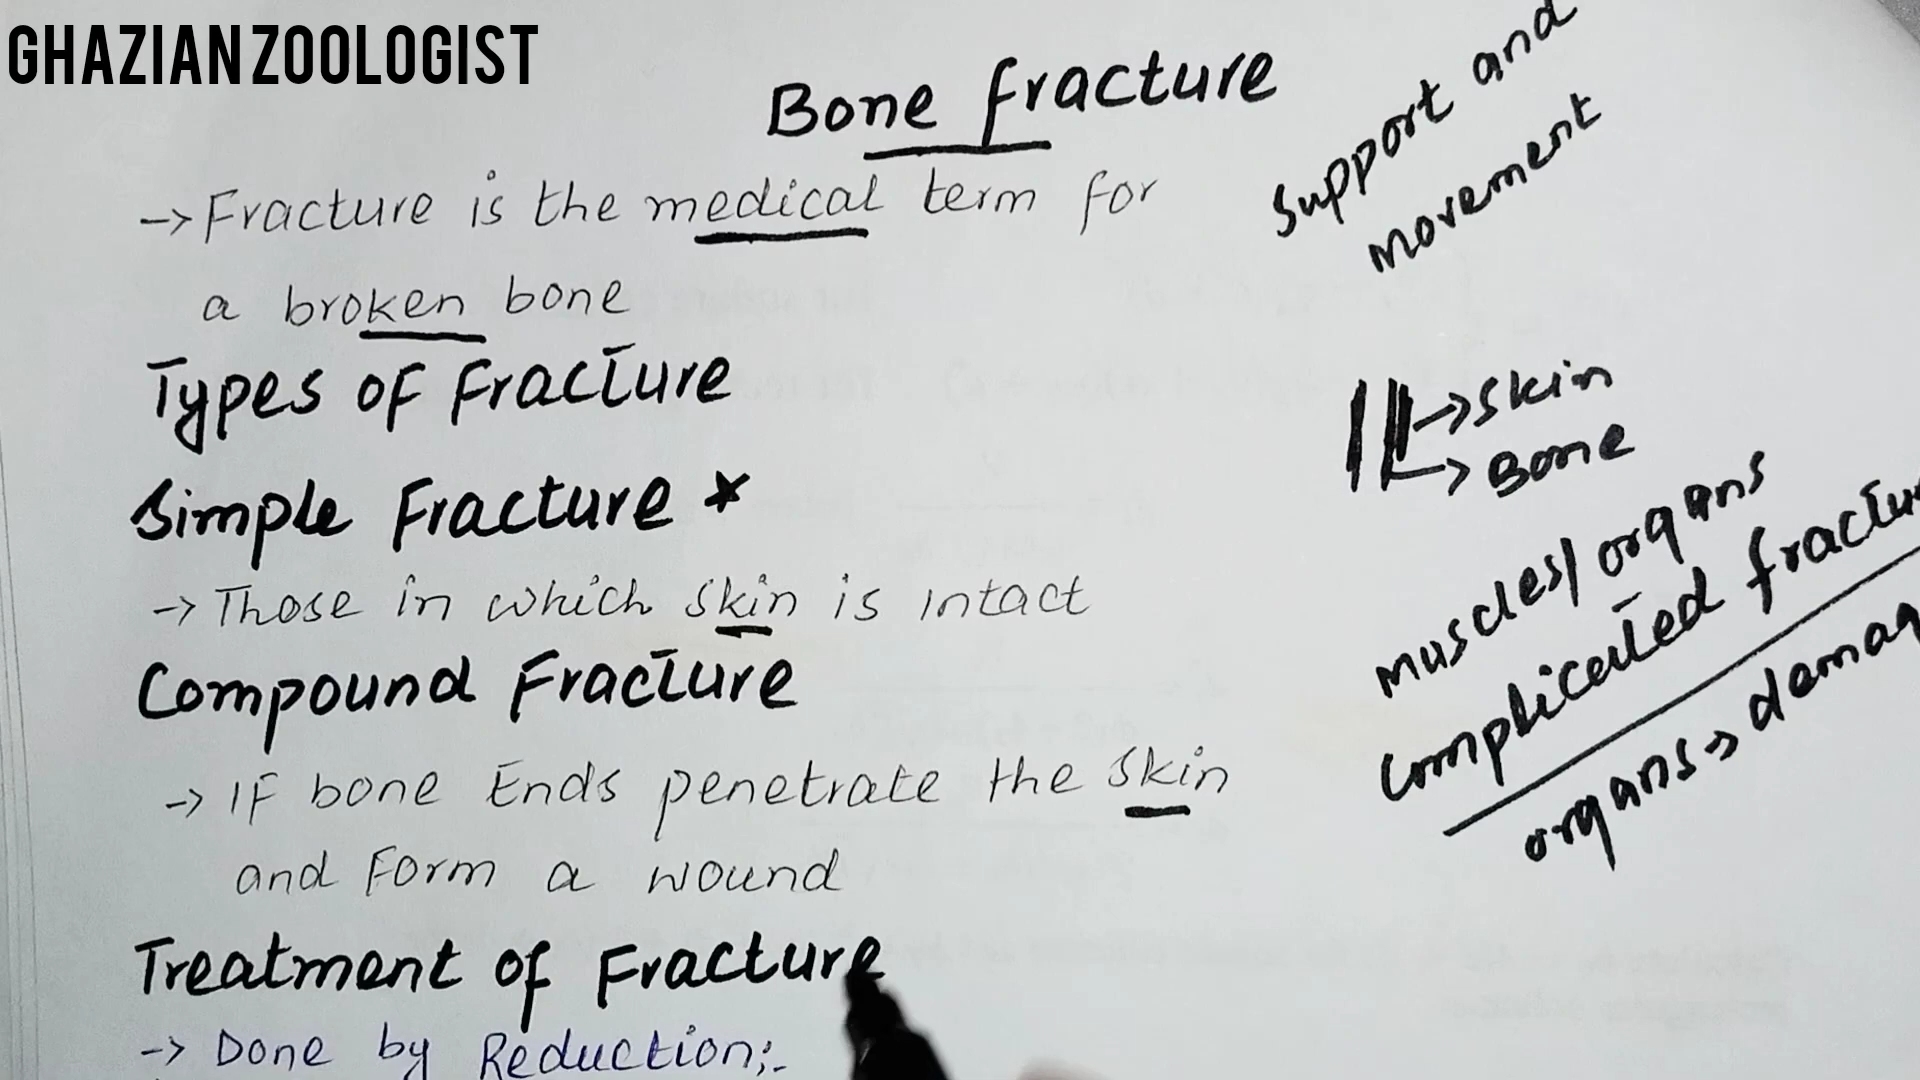 GHAZIAN ZOOLOGIST
Bone fracture
→ Fracture is the medical term for
a broken bone
Types of Fracture
Simple Fracture *
→ Those in which skin is intact
Compound Fracture
→ IF bone Ends penetrate the skin
and Form a wound
Treatment of Fracture
→ Done by Reduction;-
Support and
movement
→ skin
→ Bone
muscles/organs
complicated fractu
organs → damag